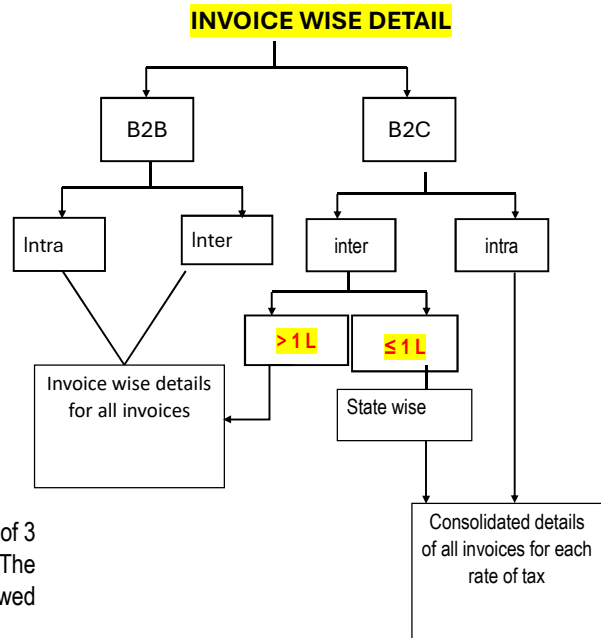 INVOICE WISE DETAIL
B2B
B2C
Intra
Inter
inter
intra
> 1 L
≤ 1 L
Invoice wise details
for all invoices
State wise
Consolidated details
of all invoices for each
rate of tax
of 3
The
wed